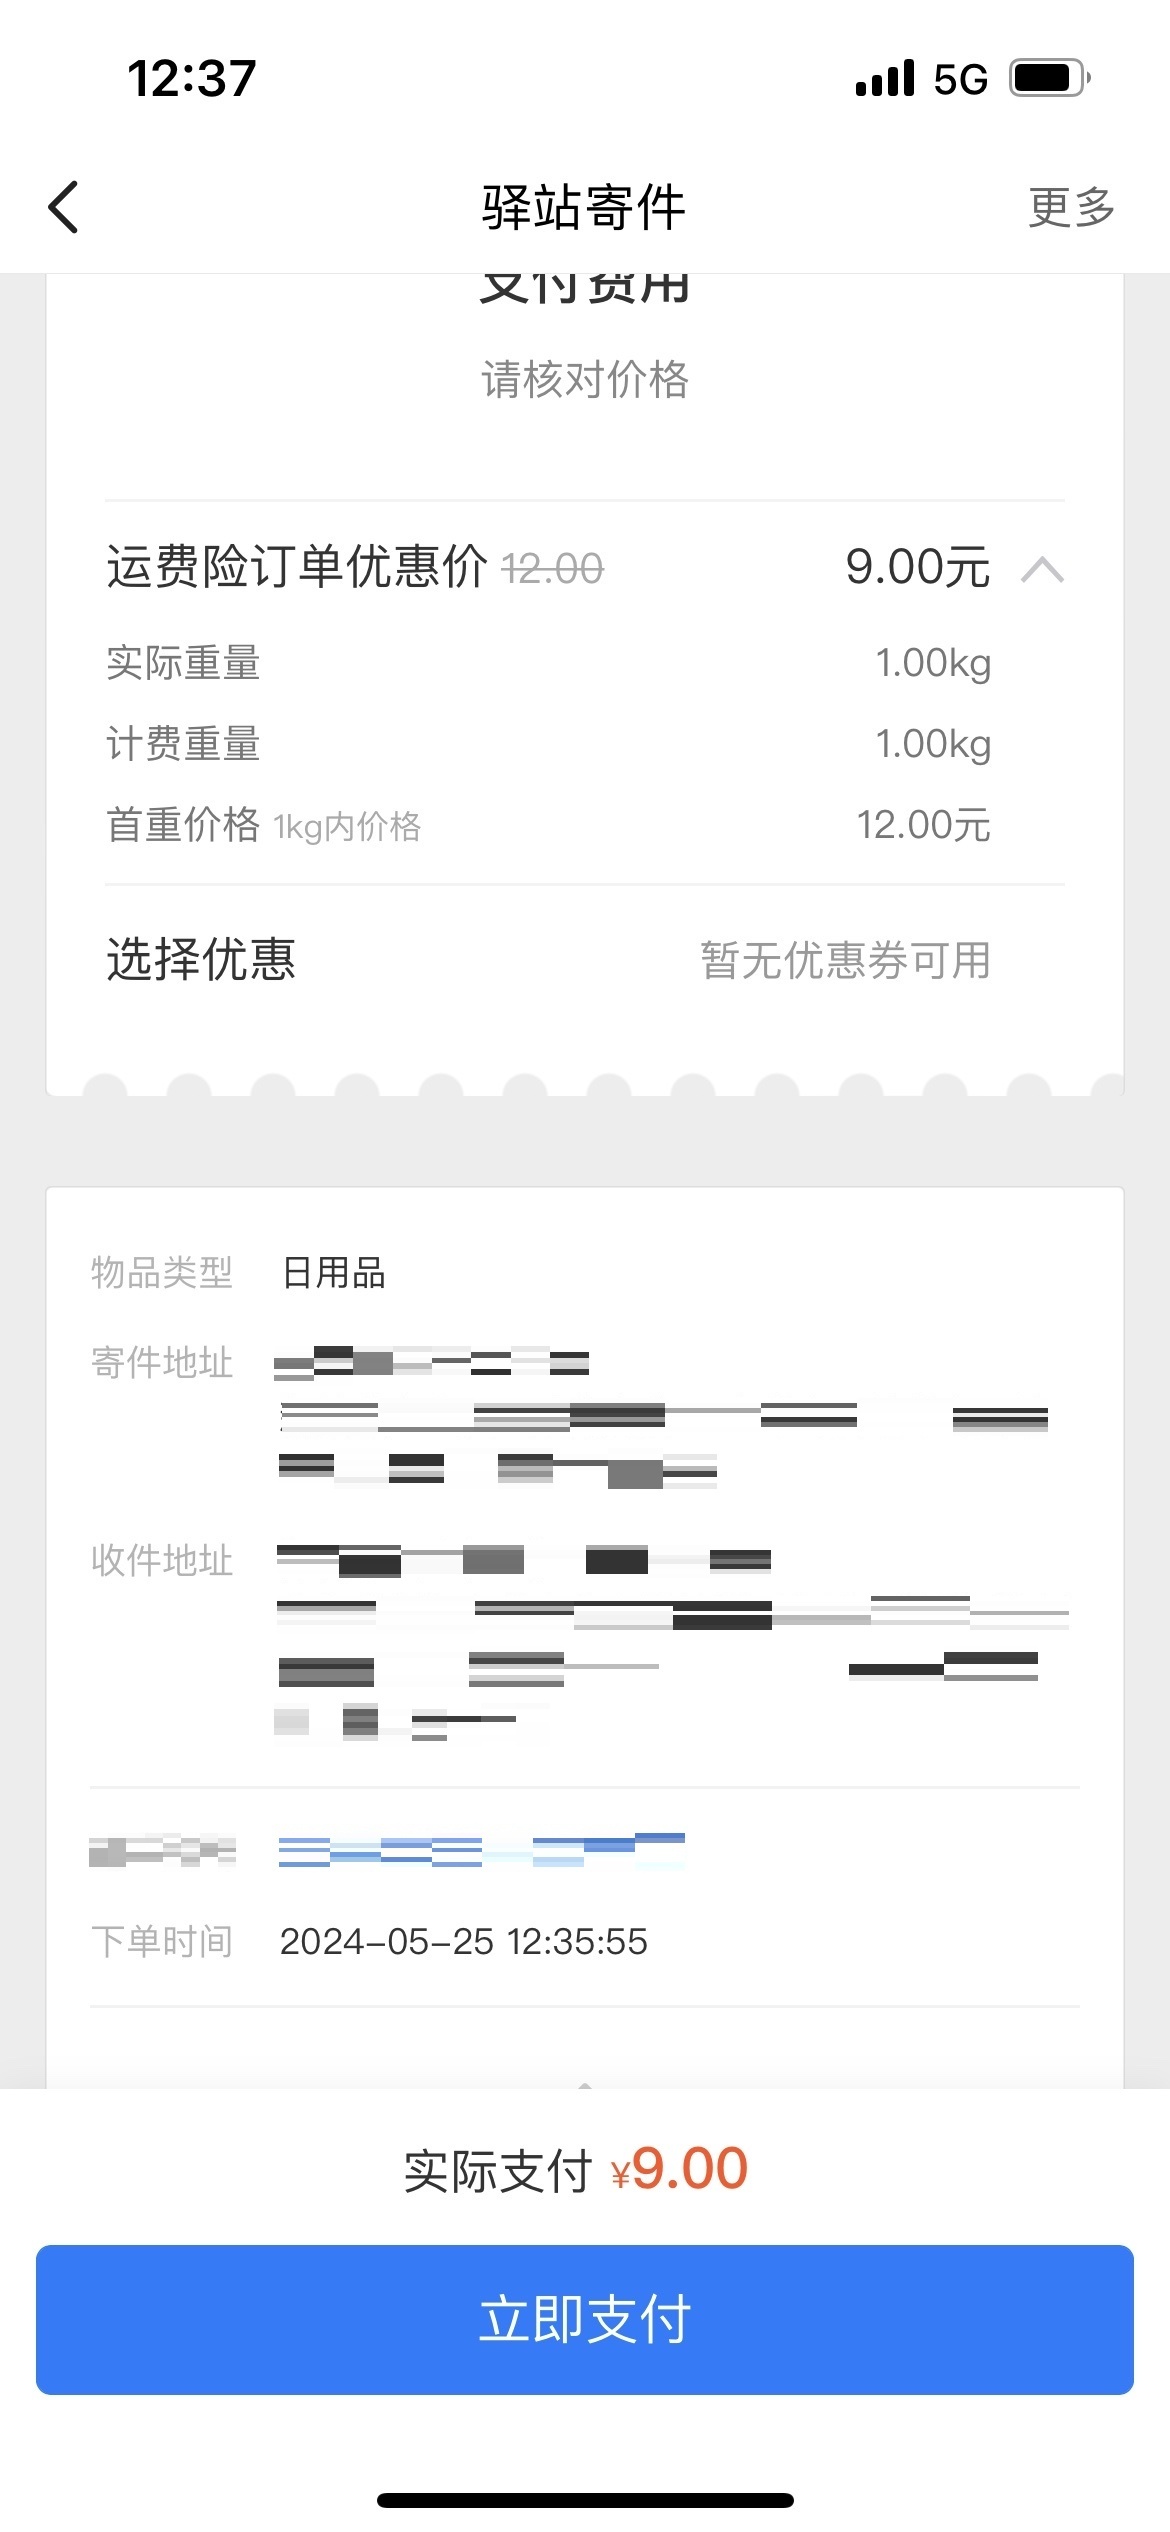 12:37 5G
驿站寄件 更多
支付费用
请核对价格
运费险订单优惠价 12.00 9.00元
实际重量 1.00kg
计费重量 1.00kg
首重价格 1kg内价格 12.00元
选择优惠 暂无优惠券可用
物品类型 日用品
寄件地址
收件地址
下单时间 2024-05-25 12:35:55
实际支付 ¥9.00
立即支付